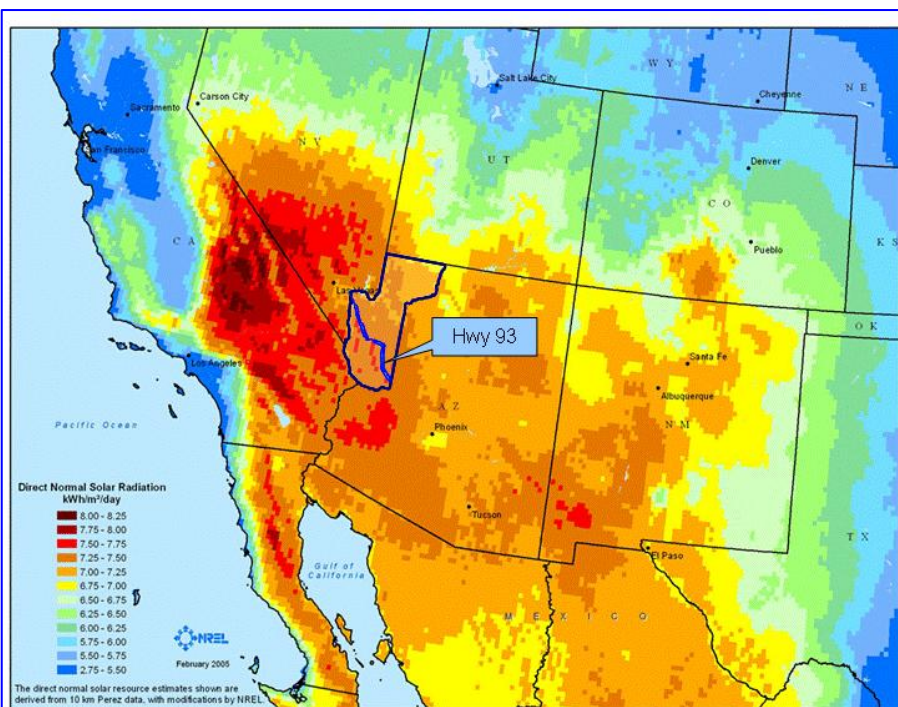 W Y
N E
Salt Lake City
Cheyenne
Carson City
Sacramento
San Francisco
N V
U T
Denver
C O
Pueblo
C A
K S
Las Vegas
Hwy 93
O K
Los Angeles
Santa Fe
Albuquerque
A Z
N M
Pacific Ocean
Phoenix
Tucson
T X
El Paso
Gulf of
California
M E X I C O
Direct Normal Solar Radiation
kWh/m²/day
8.00 - 8.25
7.75 - 8.00
7.50 - 7.75
7.25 - 7.50
7.00 - 7.25
6.75 - 7.00
6.50 - 6.75
6.25 - 6.50
6.00 - 6.25
5.75 - 6.00
5.50 - 5.75
2.75 - 5.50
NREL
February 2005
The direct normal solar resource estimates shown are
derived from 10 km Perez data, with modifications by NREL.